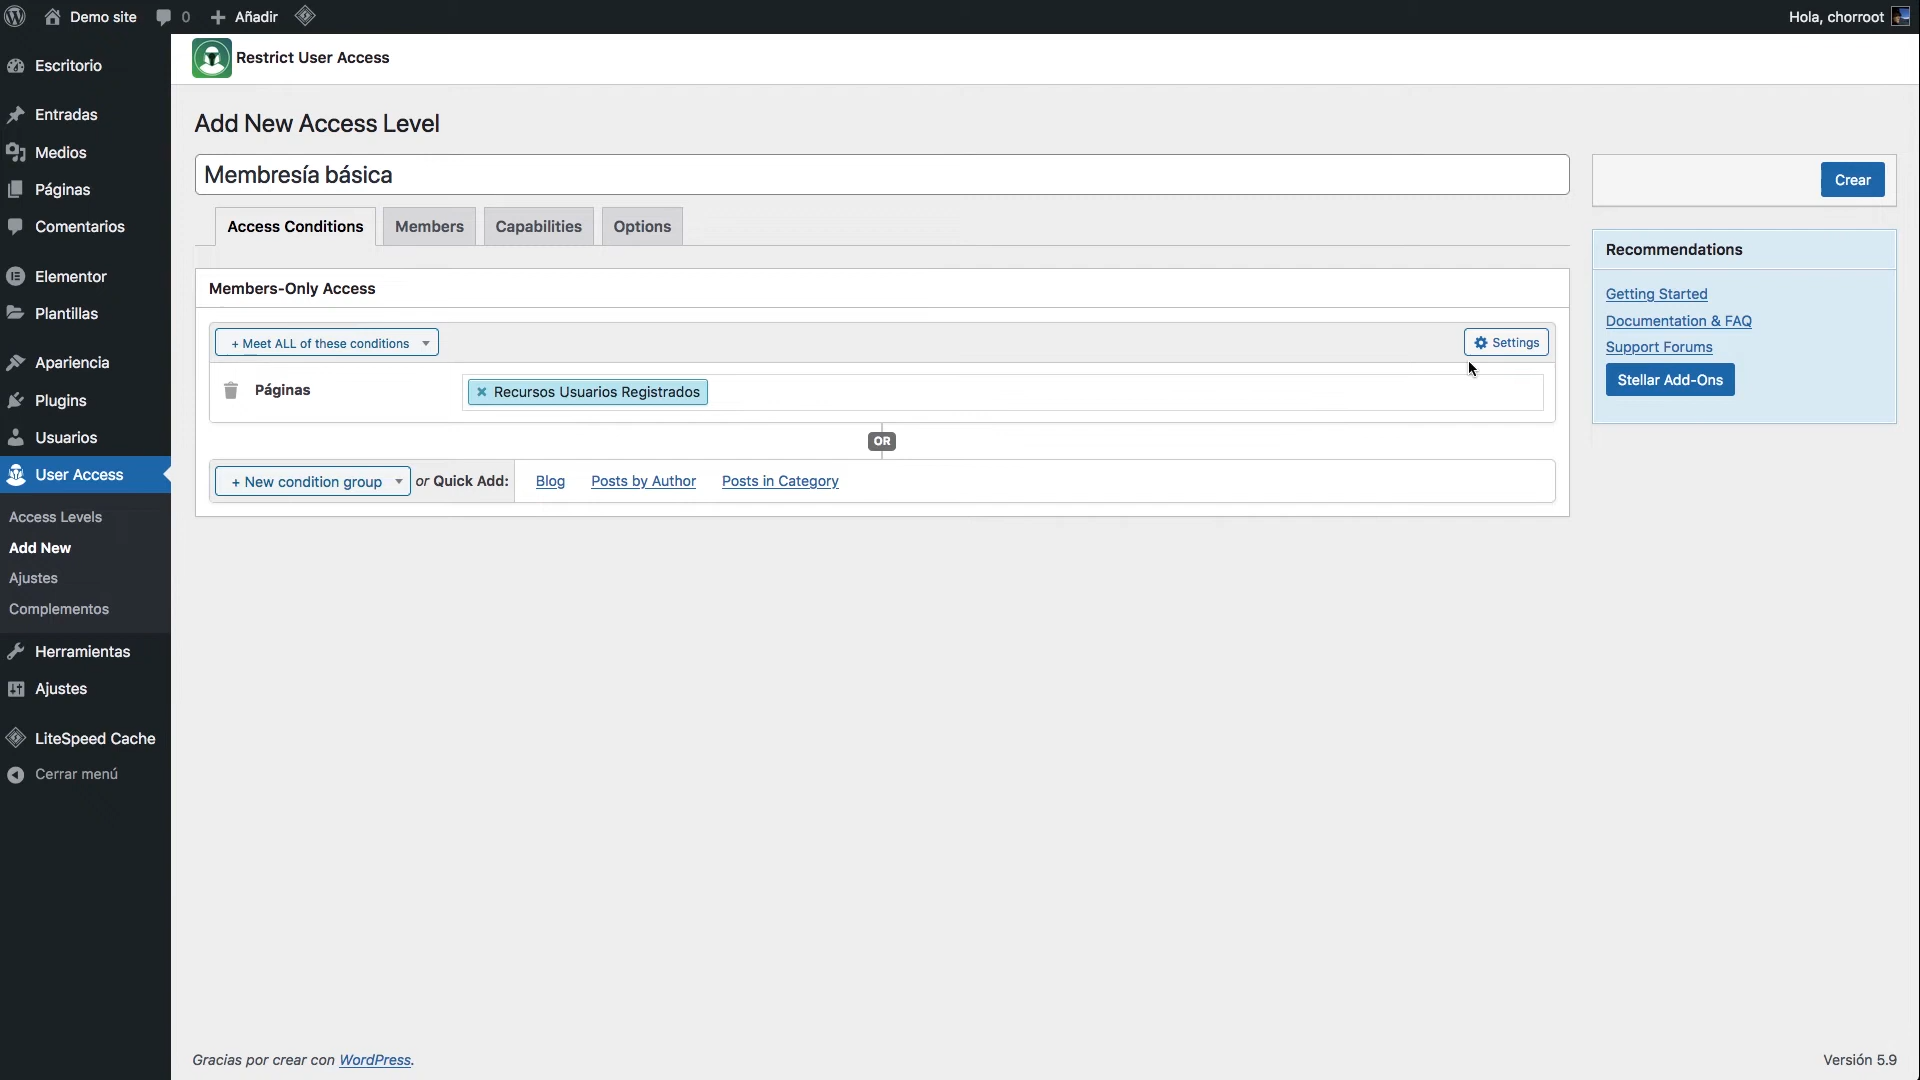 Demo site
0
Añadir
Hola, chorroot
Restrict User Access
Escritorio
Entradas
Medios
Páginas
Comentarios
Elementor
Plantillas
Apariencia
Plugins
Usuarios
User Access
Access Levels
Add New
Ajustes
Complementos
Herramientas
Ajustes
LiteSpeed Cache
Cerrar menú
Add New Access Level
Membresía básica
Crear
Access Conditions
Members
Capabilities
Options
Members-Only Access
+ Meet ALL of these conditions
Settings
Páginas
× Recursos Usuarios Registrados
OR
+ New condition group
or Quick Add:
Blog
Posts by Author
Posts in Category
Recommendations
Getting Started
Documentation & FAQ
Support Forums
Stellar Add-Ons
Gracias por crear con WordPress.
Versión 5.9